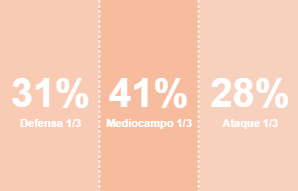 31% 41% 28%
Defensa 1/3 Mediocampo 1/3 Ataque 1/3